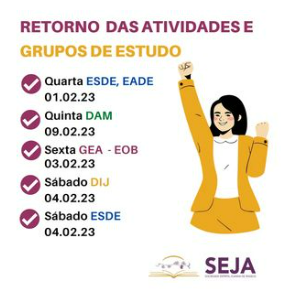 RETORNO DAS ATIVIDADES E
GRUPOS DE ESTUDO
Quarta ESDE, EADE
01.02.23
Quinta DAM
09.02.23
Sexta GEA - EOB
03.02.23
Sábado DIJ
04.02.23
Sábado ESDE
04.02.23
SEJA